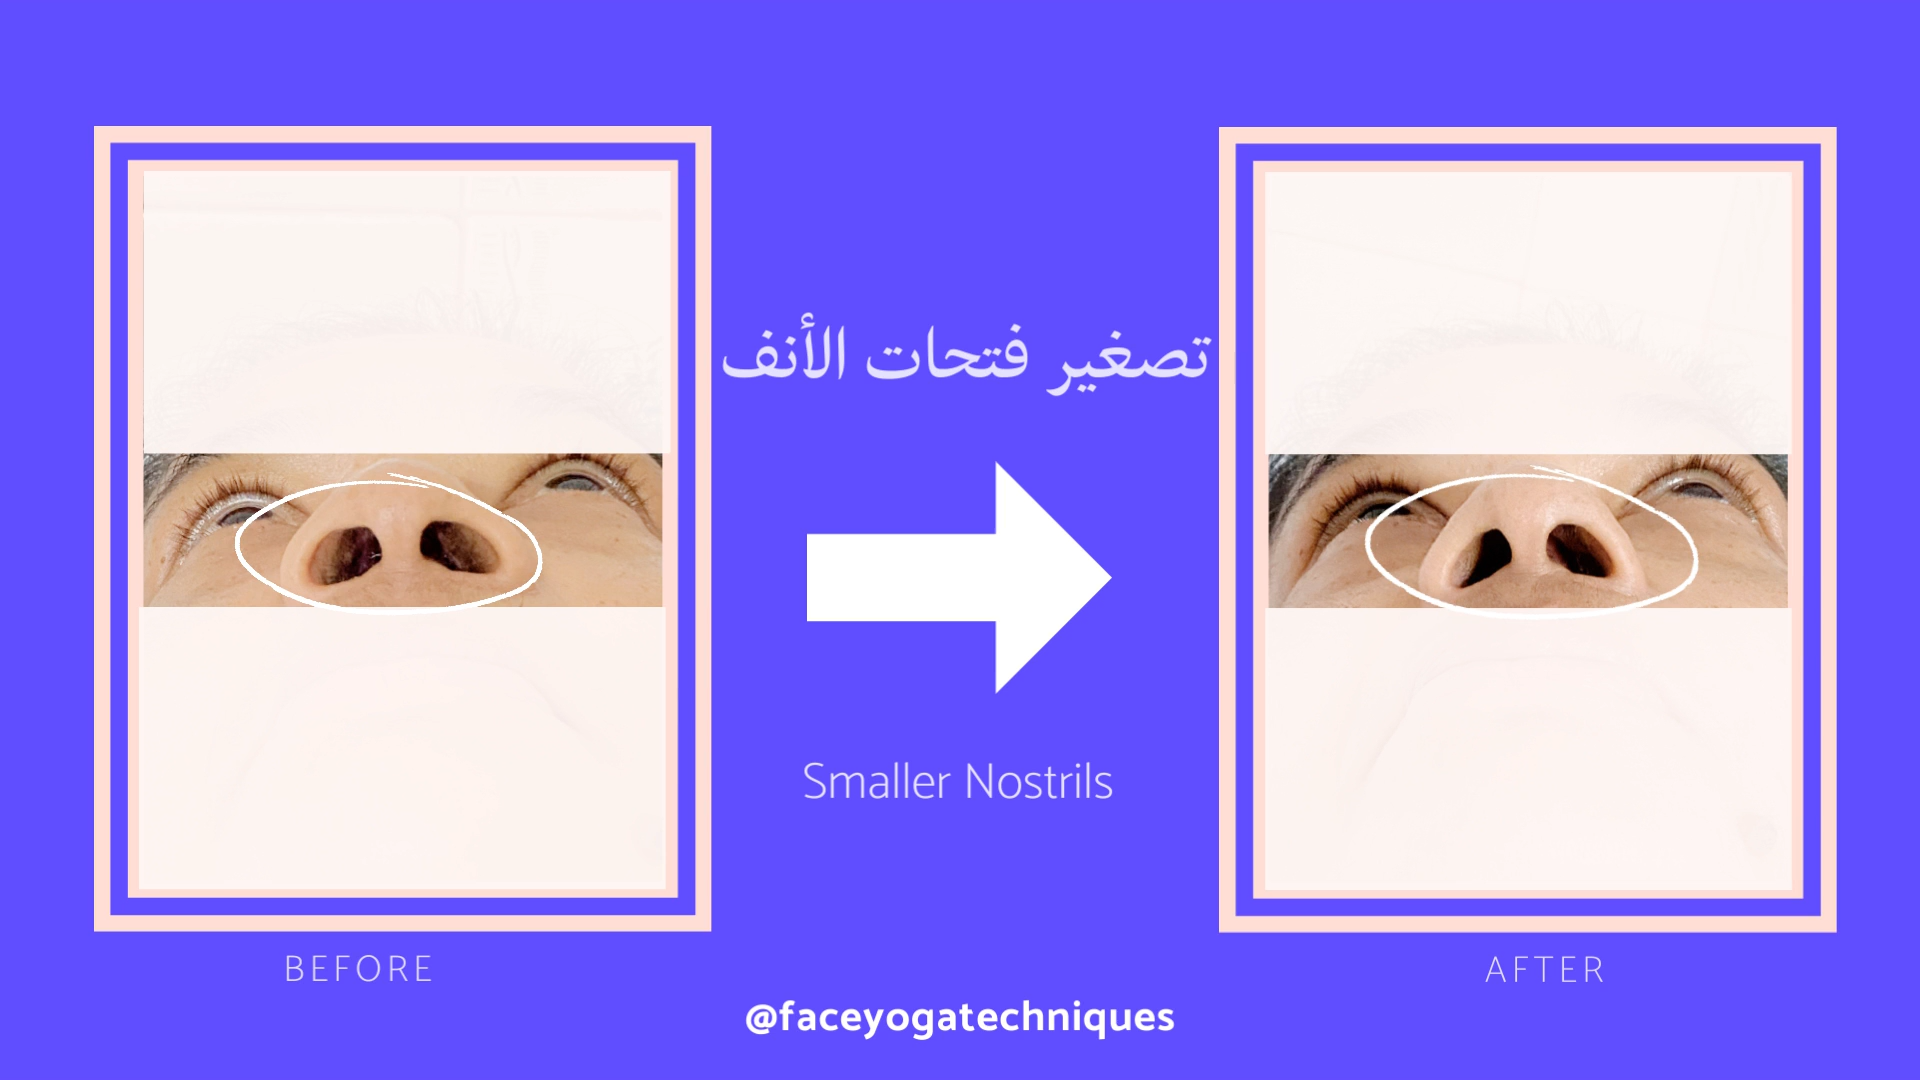 تصغير فتحات الأنف
Smaller Nostrils
BEFORE
AFTER
@faceyogatechniques